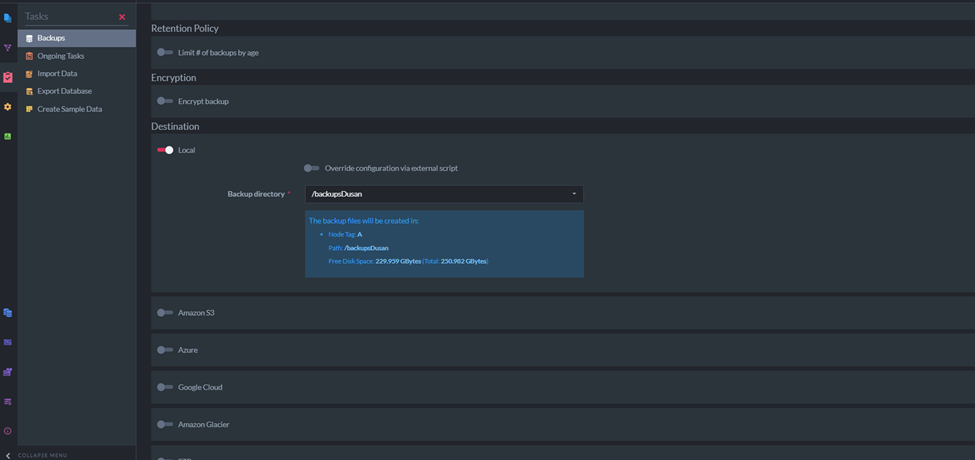 Tasks
Backups
Ongoing Tasks
Import Data
Export Database
Create Sample Data
COLLAPSE MENU
Retention Policy
Limit # of backups by age
Encryption
Encrypt backup
Destination
Local
Override configuration via external script
Backup directory *
/backupsDusan
The backup files will be created in:
Node Tag: A
Path: /backupsDusan
Free Disk Space: 229.959 GBytes (Total: 250.982 GBytes)
Amazon S3
Azure
Google Cloud
Amazon Glacier